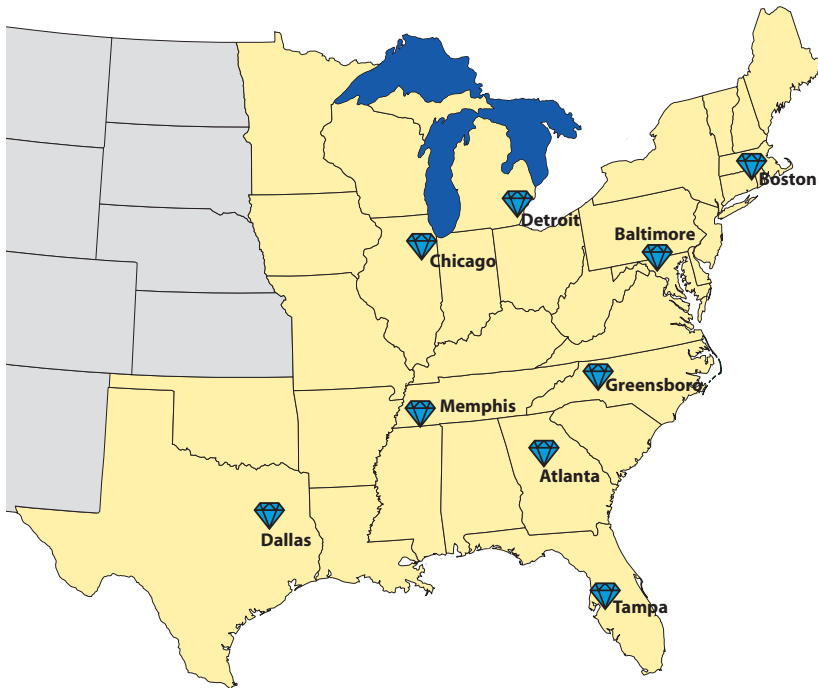 Boston
Detroit
Baltimore
Chicago
Greensboro
Memphis
Atlanta
Dallas
Tampa